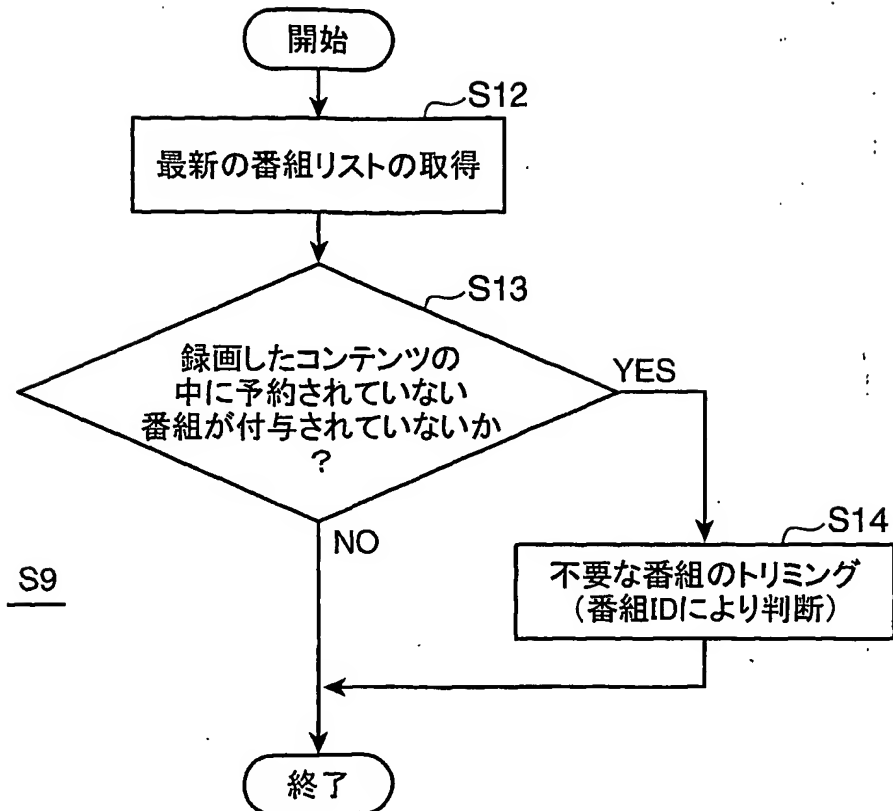 開始
S12
最新の番組リストの取得
S13
録画したコンテンツの
中に予約されていない
番組が付与されていないか
?
YES
NO
S14
不要な番組のトリミング
(番組IDにより判断)
S9
終了